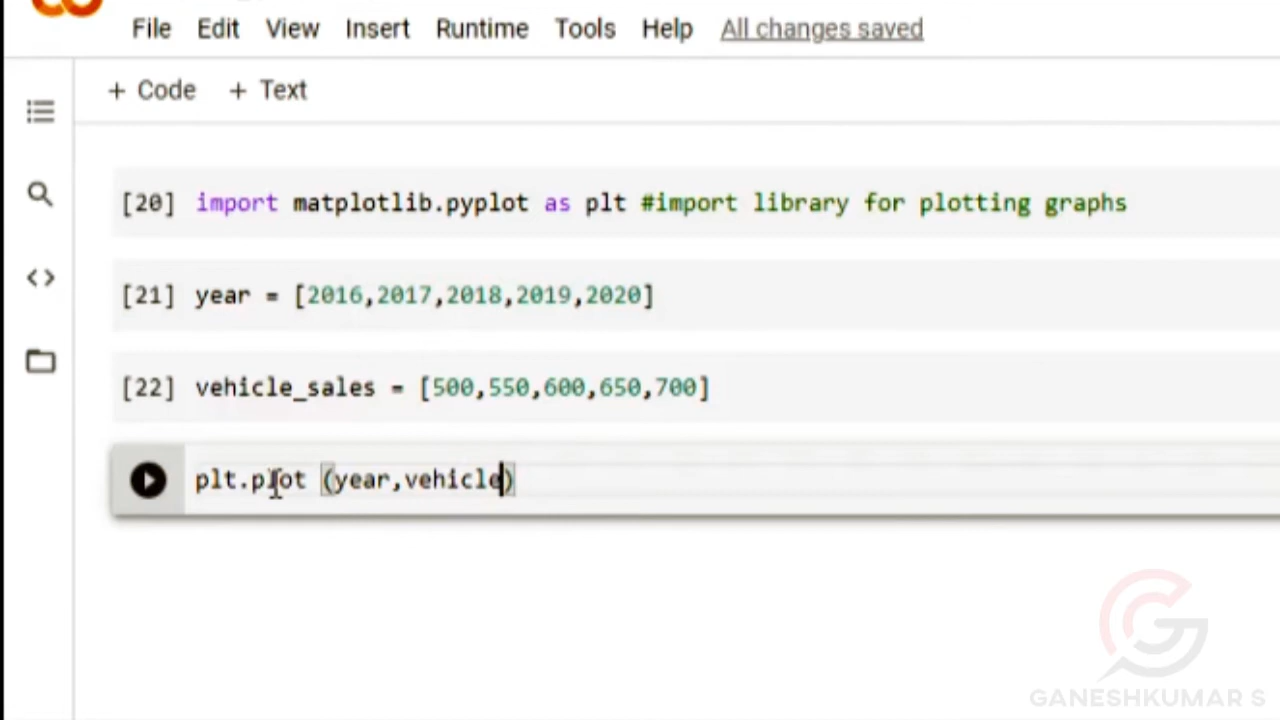 File Edit View Insert Runtime Tools Help All changes saved
+ Code + Text
[20] import matplotlib.pyplot as plt #import library for plotting graphs
[21] year = [2016,2017,2018,2019,2020]
[22] vehicle_sales = [500,550,600,650,700]
plt.plot (year,vehicle)
GANESHKUMAR S